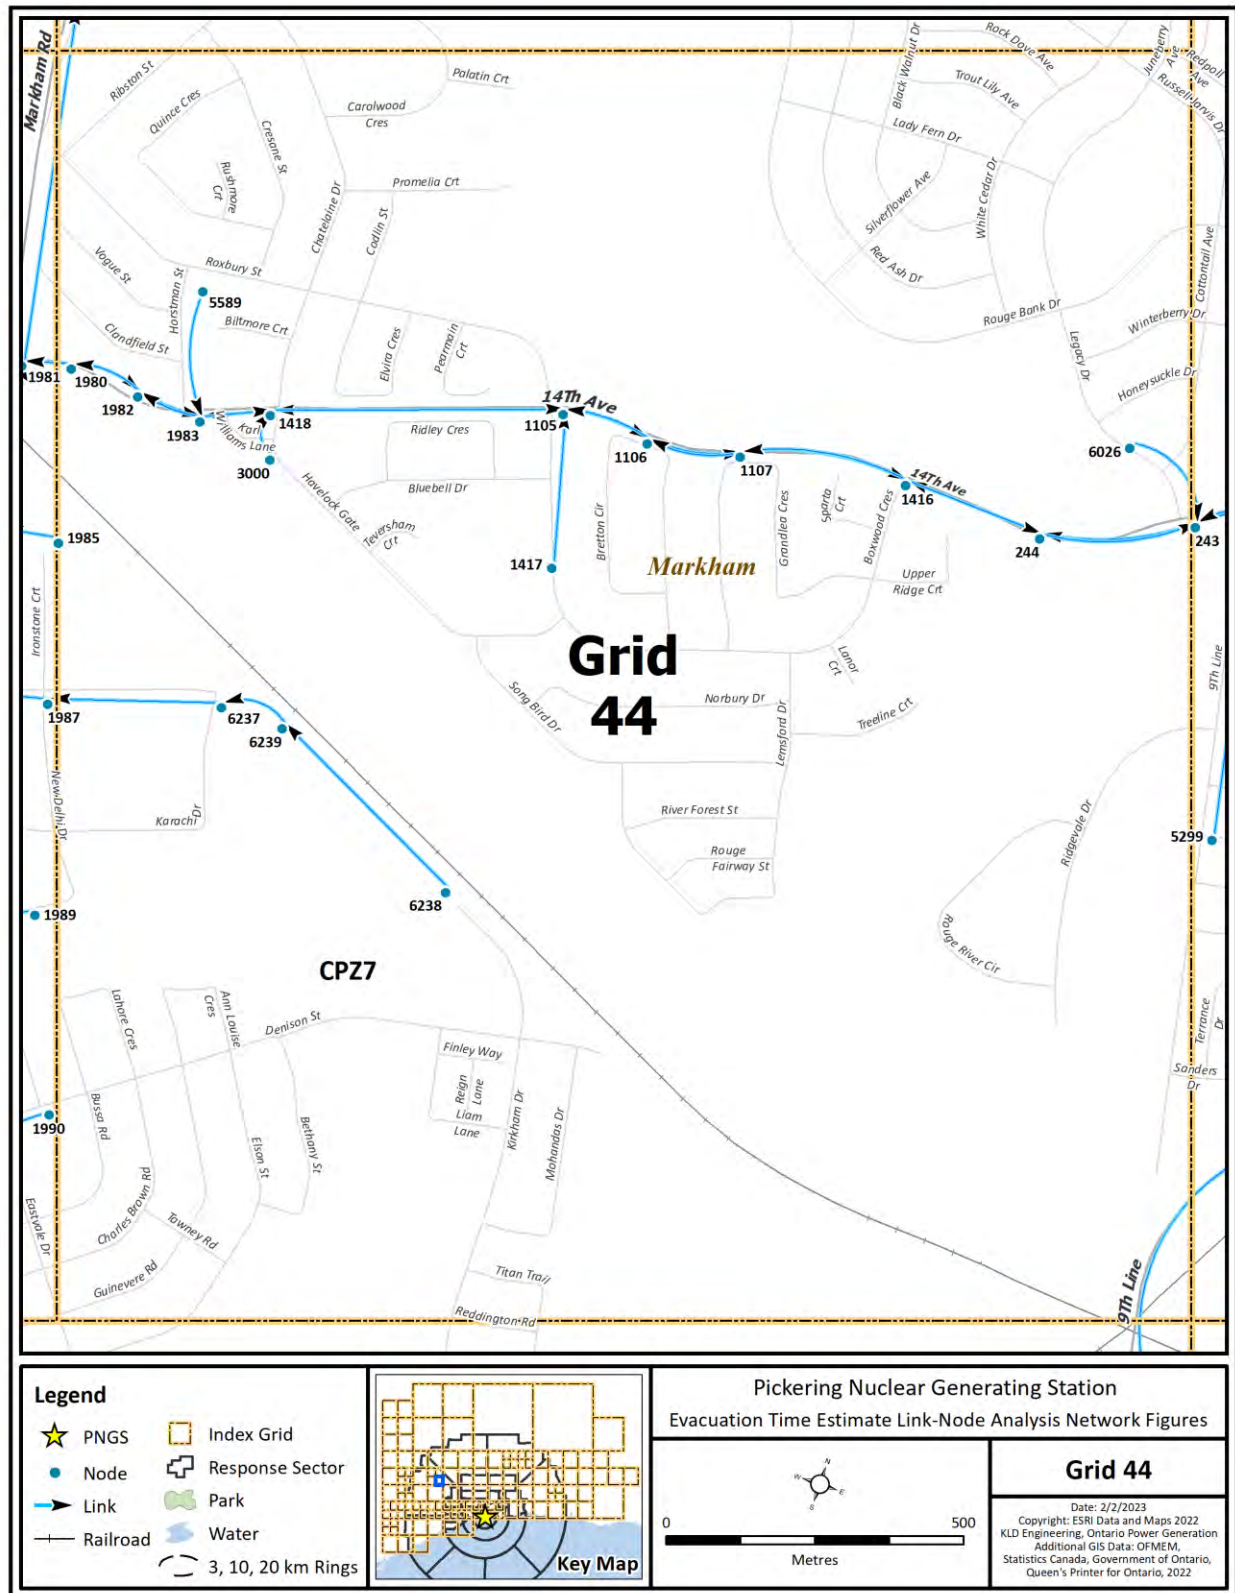 Markham Rd
Ribston St
Quince Cres
Cresane St
Rushmore
Crt
Palatin Crt
Carolwood
Cres
Promelia Crt
Chatelaine Dr
Codlin St
Vogue St
Roxbury St
Horstman St
Clandfield St
5589
Biltmore Crt
Elvira Cres
Pearmain
Crt
Black Walnut Dr
Rock Dove Ave
Trout Lily Ave
Juneberry
Ave
Redpoll
Ave
Russell Jarvis Dr
Lady Fern Dr
Silverflower Ave
White Cedar Dr
Red Ash Dr
Rouge Bank Dr
Cottontail Ave
Winterberry Dr
Legacy Dr
Honeysuckle Dr
1981
1980
1982
1983
1418
Karl
Williams Lane
3000
14Th Ave
1105
Ridley Cres
Bluebell Dr
Havelock Gate
Teversham
Crt
1417
1106
1107
Bretton Cir
Grandlea Cres
Sparta
Crt
Boxwood Cres
14Th Ave
1416
6026
244
243
Upper
Ridge Crt
Markham
Grid
44
1985
Ironstone Crt
1987
6237
6239
New Delhi Dr
Karachi
Dr
6238
1989
Song Bird Dr
Norbury Dr
Lanor
Crt
Lemsford Dr
Treeline Crt
River Forest St
Rouge
Fairway St
9Th Line
5299
Ridgevale Dr
Rouge River Cir
Terrance
Dr
Sanders
Dr
CPZ7
Lahore Cres
Ann Louise
Cres
Denison St
Finley Way
Reign
Lane
Liam
Lane
Kirkham Dr
Mohandas Dr
1990
Bussa Rd
Elson St
Bethany St
Eastvale Dr
Charles Brown Rd
Towney Rd
Guinevere Rd
Titan Trail
Reddington Rd
9Th Line
Legend
PNGS
Node
Link
Railroad
Index Grid
Response Sector
Park
Water
3, 10, 20 km Rings
Key Map
Pickering Nuclear Generating Station
Evacuation Time Estimate Link-Node Analysis Network Figures
N
W
E
S
0
500
Metres
Grid 44
Date: 2/2/2023
Copyright: ESRI Data and Maps 2022
KLD Engineering, Ontario Power Generation
Additional GIS Data: OFMEM,
Statistics Canada, Government of Ontario,
Queen's Printer for Ontario, 2022